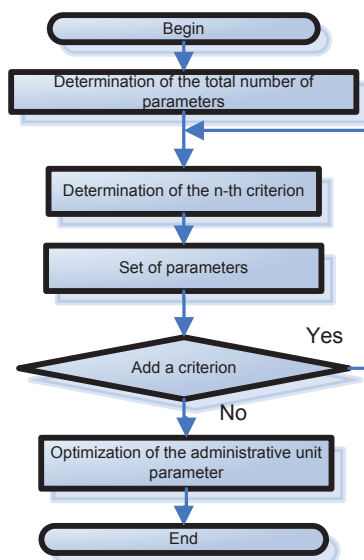 Begin
Determination of the total number of
parameters
Determination of the n-th criterion
Set of parameters
Yes
Add a criterion
No
Optimization of the administrative unit
parameter
End